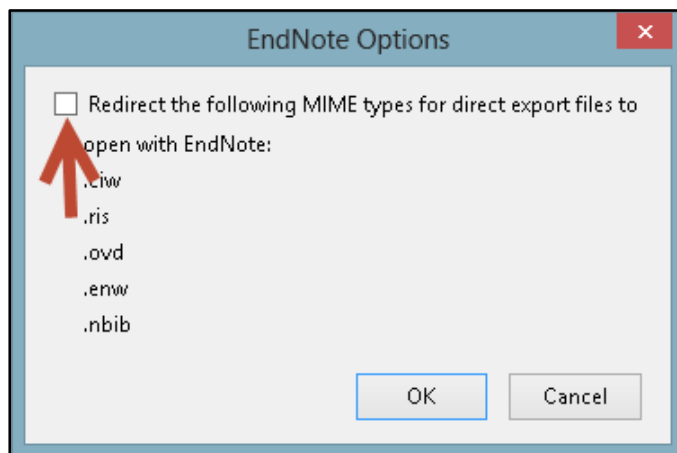 EndNote Options
Redirect the following MIME types for direct export files to
open with EndNote:
.ciw
.ris
.ovd
.enw
.nbib
OK
Cancel